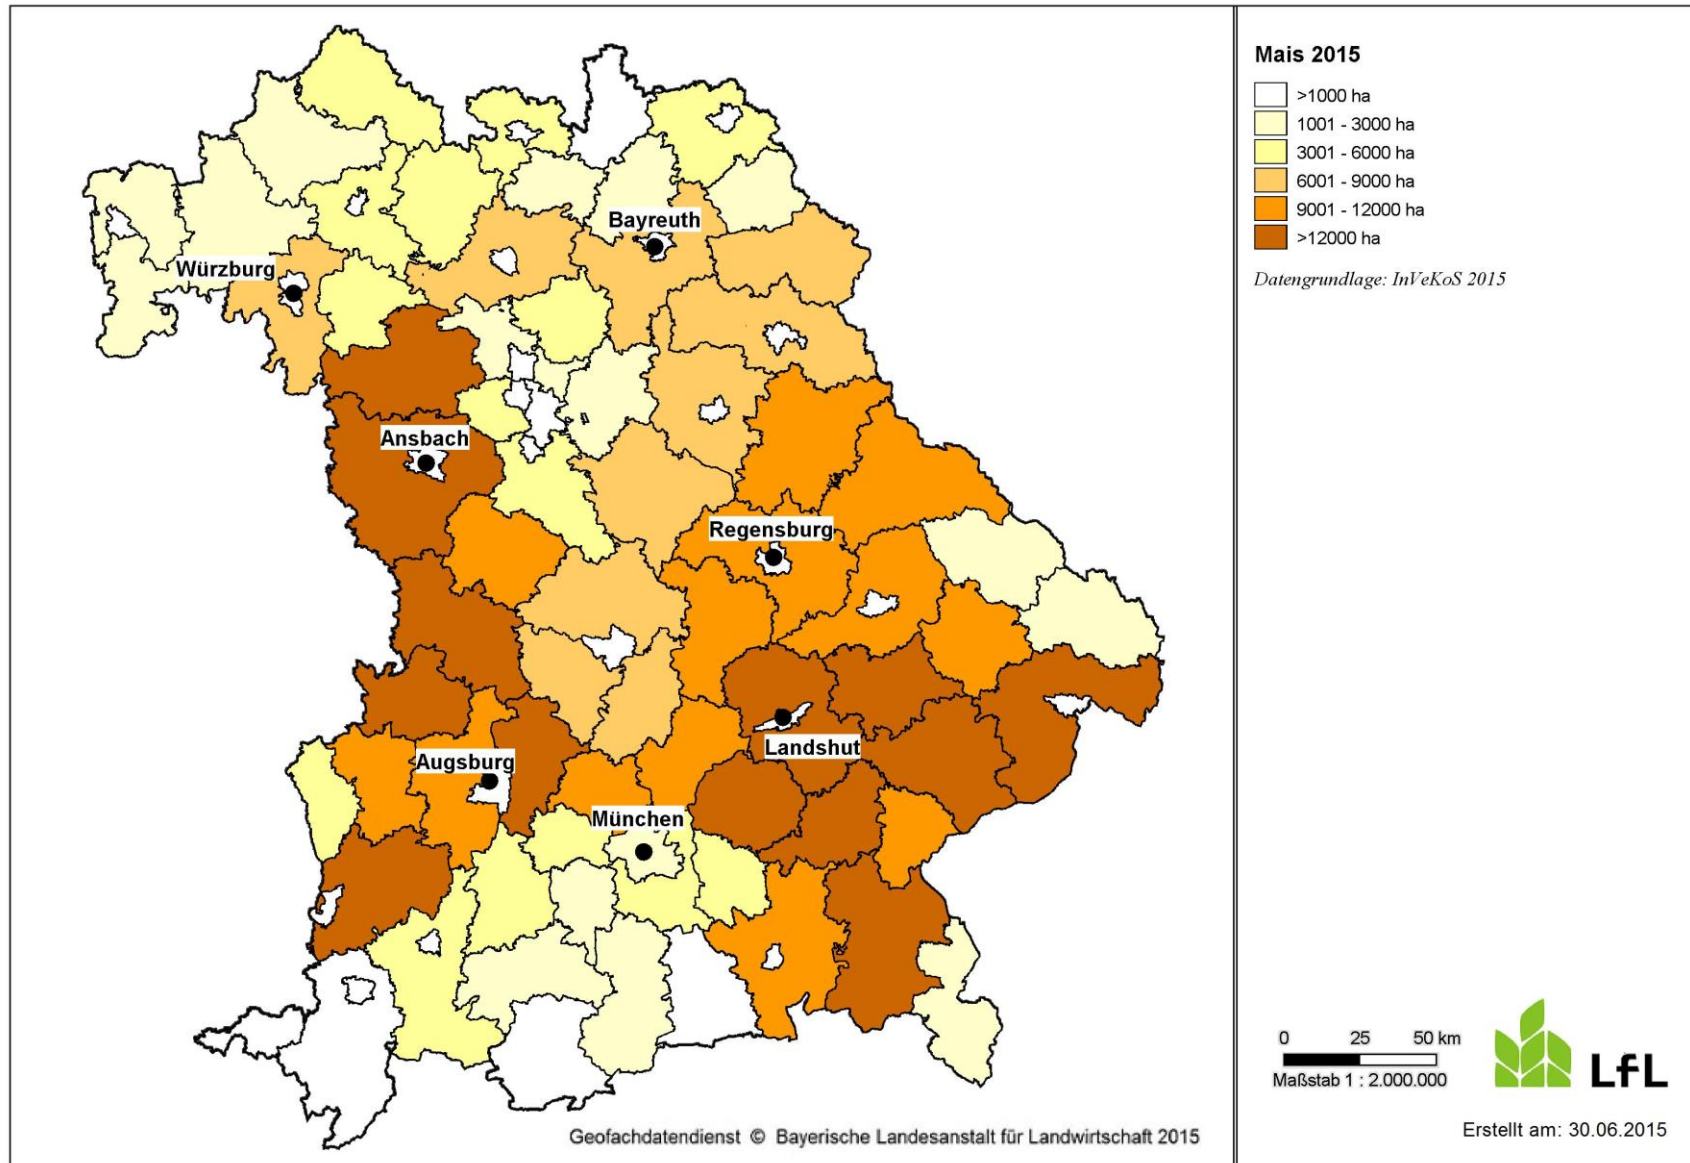 Mais 2015
>1000 ha
1001 - 3000 ha
3001 - 6000 ha
6001 - 9000 ha
9001 - 12000 ha
>12000 ha
Datengrundlage: InVeKoS 2015
Bayreuth
Würzburg
Ansbach
Regensburg
Landshut
Augsburg
München
0 25 50 km
Maßstab 1 : 2.000.000
LfL
Geofachdatendienst © Bayerische Landesanstalt für Landwirtschaft 2015
Erstellt am: 30.06.2015